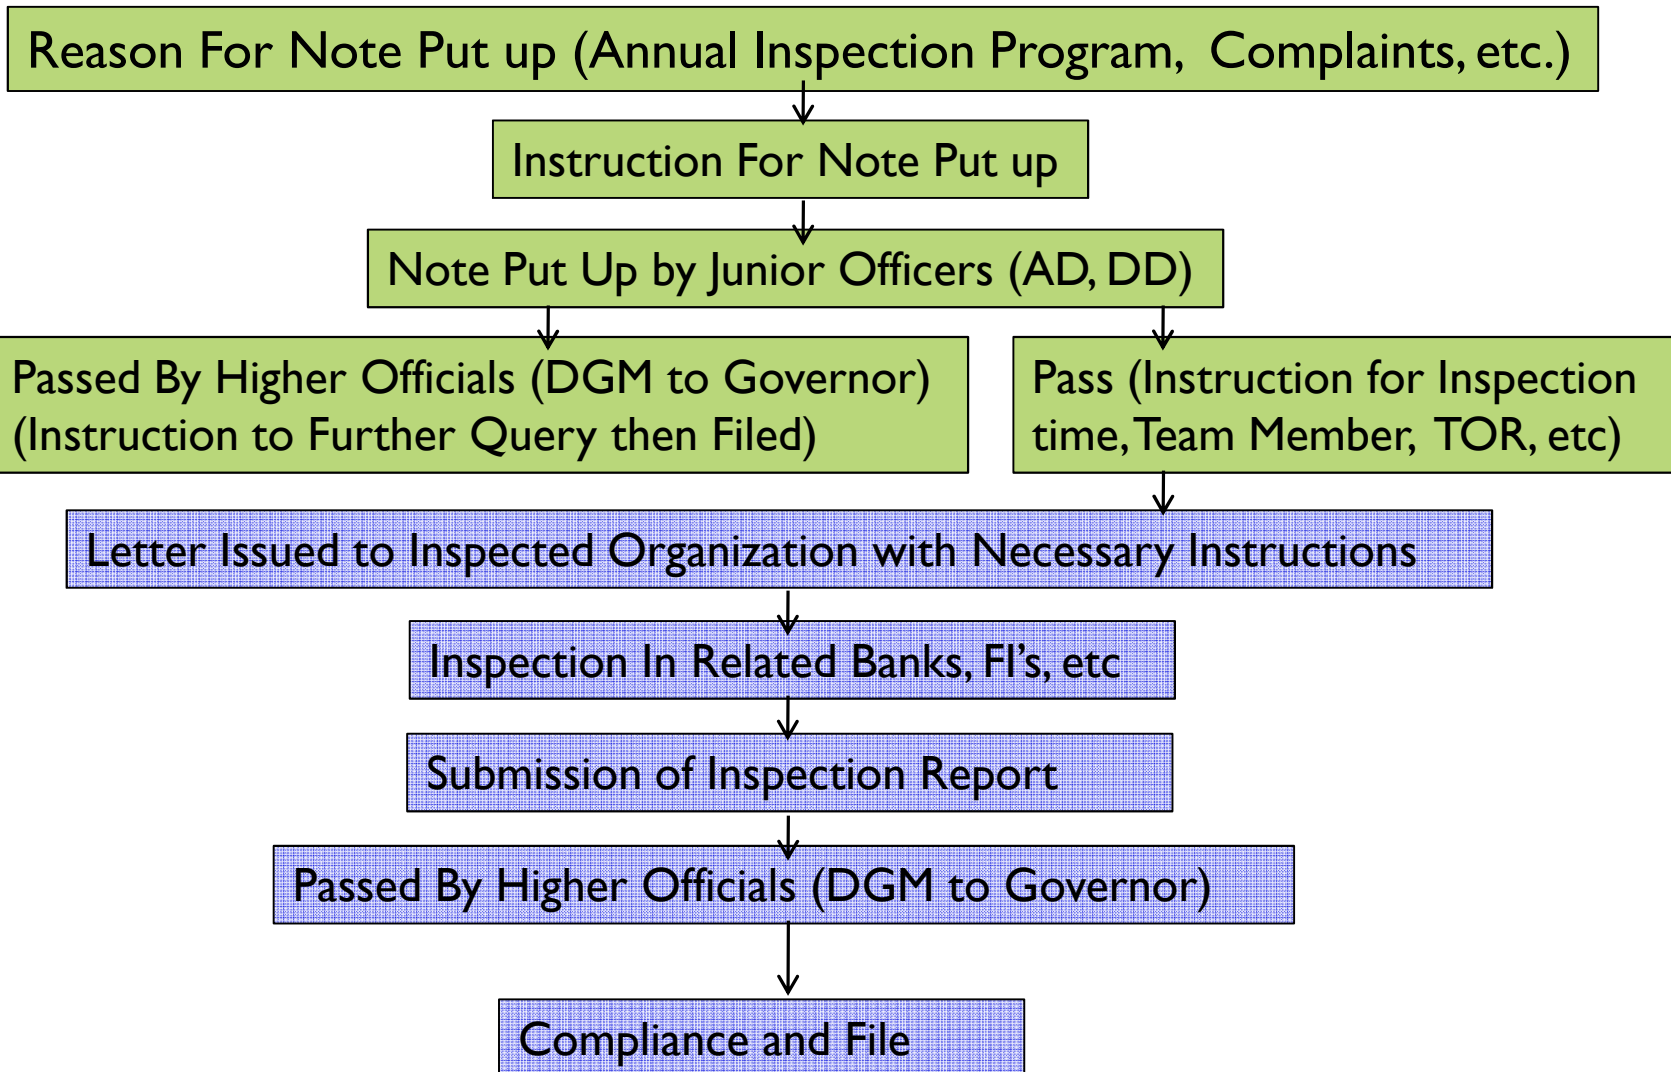 Reason For Note Put up (Annual Inspection Program, Complaints, etc.)
Instruction For Note Put up
Note Put Up by Junior Officers (AD, DD)
Passed By Higher Officials (DGM to Governor)
(Instruction to Further Query then Filed)
Pass (Instruction for Inspection
time, Team Member, TOR, etc)
Letter Issued to Inspected Organization with Necessary Instructions
Inspection In Related Banks, FI's, etc
Submission of Inspection Report
Passed By Higher Officials (DGM to Governor)
Compliance and File